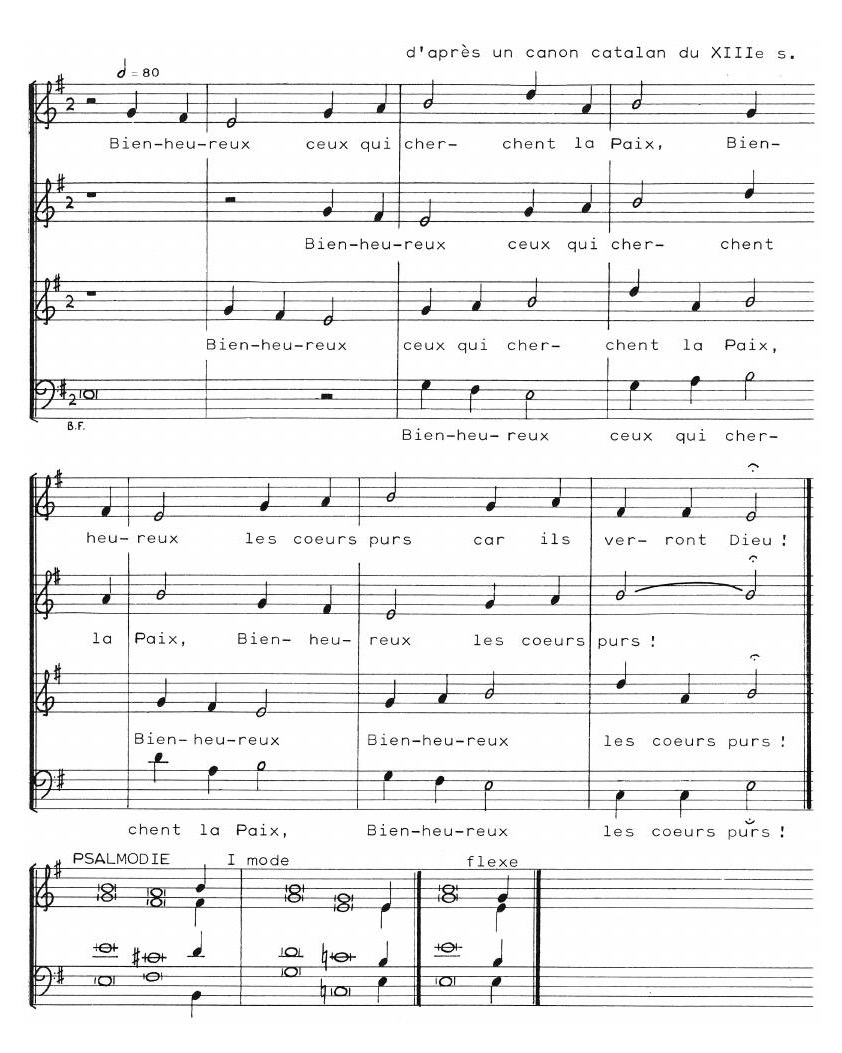 d'après un canon catalan du XIIIe s.
= 80
2
Bien-heu-reux ceux qui cher- chent la Paix, Bien-
2
Bien-heu-reux ceux qui cher- chent
2
Bien-heu-reux ceux qui cher- chent la Paix,
2
B.F.
Bien-heu- reux ceux qui cher-
heu- reux les coeurs purs car ils ver- ront Dieu !
la Paix, Bien- heu- reux les coeurs purs !
Bien- heu-reux Bien-heu-reux les coeurs purs !
chent la Paix, Bien-heu-reux les coeurs purs !
PSALMODIE I mode flexe